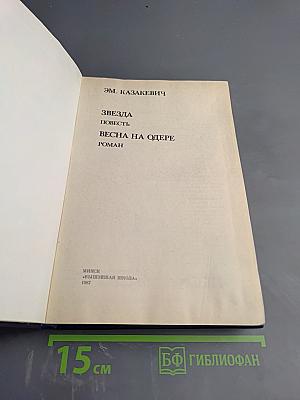 ЭМ. КАЗАКЕВИЧ
ЗВЕЗДА
ПОВЕСТЬ
ВЕСНА НА ОДЕРЕ
РОМАН
МИНСК
«ВЫШЭЙШАЯ ШКОЛА»
1987
15 см
БФ ГИБЛИОФАН